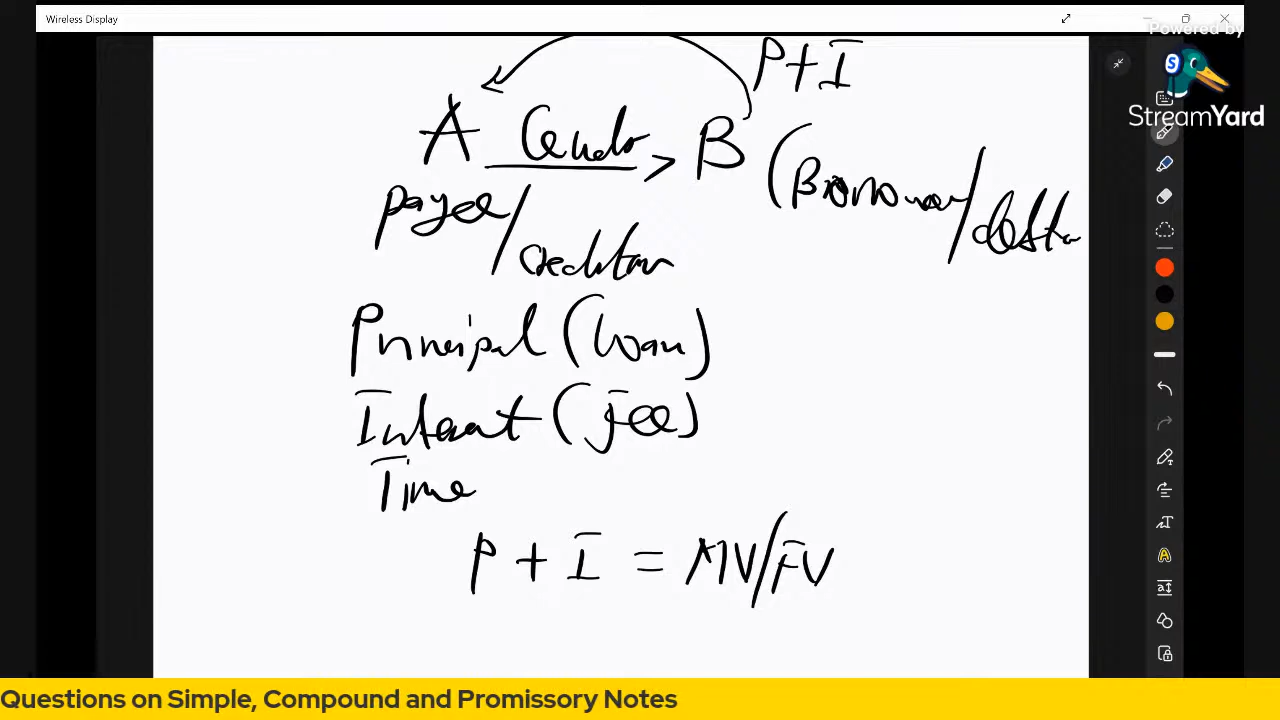 Wireless Display
Powered by
StreamYard
P+I
A Lends B (Borrower/debtor
payee/
creditor
Principal (Loan)
Interest (fee)
Time
P + I = MV/FV
Questions on Simple, Compound and Promissory Notes